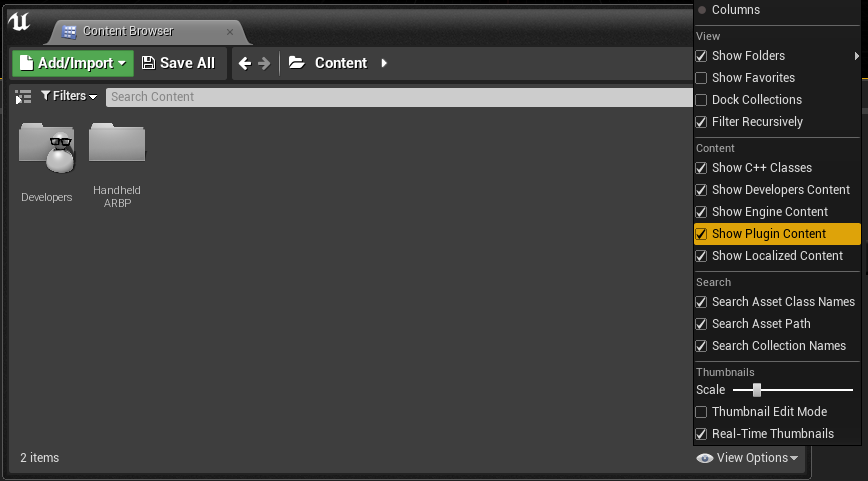 Content Browser
Add/Import
Save All
Content
Filters
Search Content
Developers
Handheld
ARBP
2 items
View Options
Columns
View
Show Folders
Show Favorites
Dock Collections
Filter Recursively
Content
Show C++ Classes
Show Developers Content
Show Engine Content
Show Plugin Content
Show Localized Content
Search
Search Asset Class Names
Search Asset Path
Search Collection Names
Thumbnails
Scale
Thumbnail Edit Mode
Real-Time Thumbnails